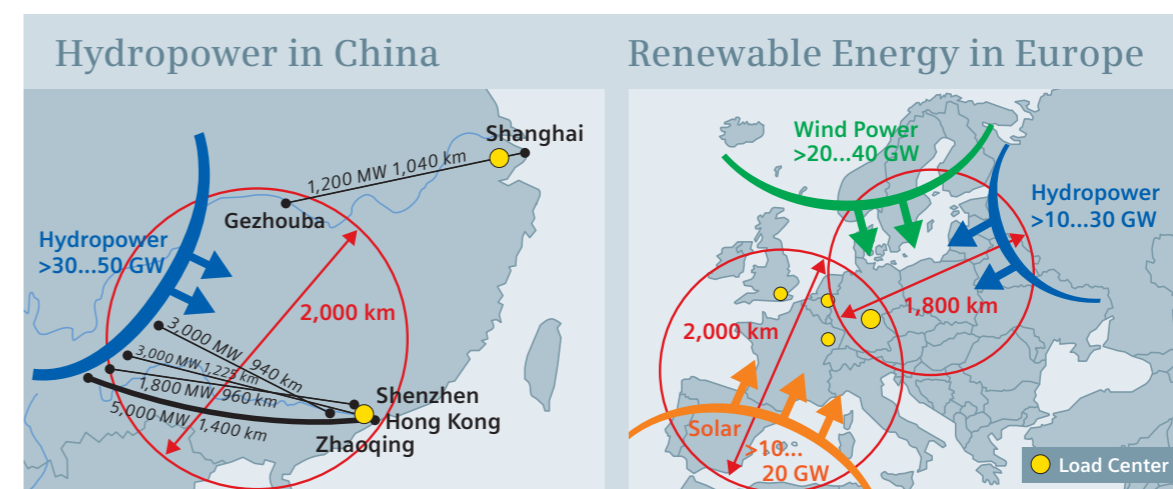 Hydropower in China
Shanghai
1,200 MW 1,040 km
Gezhouba
Hydropower
>30...50 GW
2,000 km
3,000 MW 940 km
3,000 MW 1,225 km
1,800 MW 960 km
5,000 MW 1,400 km
Shenzhen
Hong Kong
Zhaoqing
Renewable Energy in Europe
Wind Power
>20...40 GW
Hydropower
>10...30 GW
1,800 km
2,000 km
Solar
>10...
20 GW
Load Center